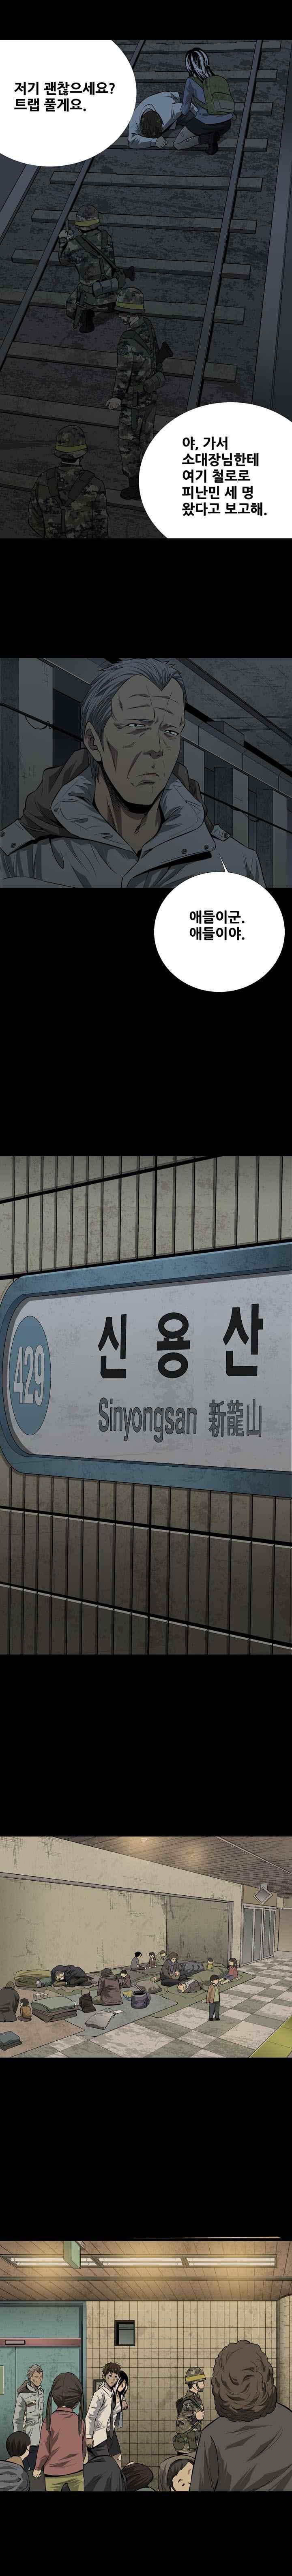 저기 괜찮으세요?
트랩 풀게요.
야, 가서
소대장님한테
여기 철로로
피난민 세 명
왔다고 보고해.
애들이군.
애들이야.
429
신용산
Sinyongsan 新龍山